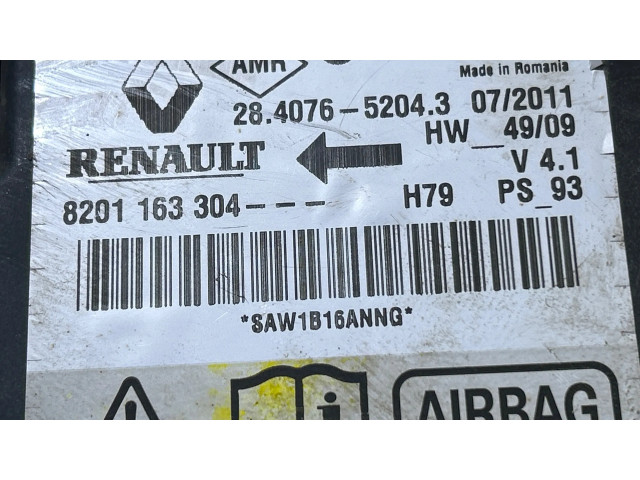 AMR
Made in Romania
28.4076-5204.3 07/2011
HW_49/09
RENAULT
V 4.1
8201 163 304--- H79 PS_93
*SAW1B16ANNG*
AIRBAG